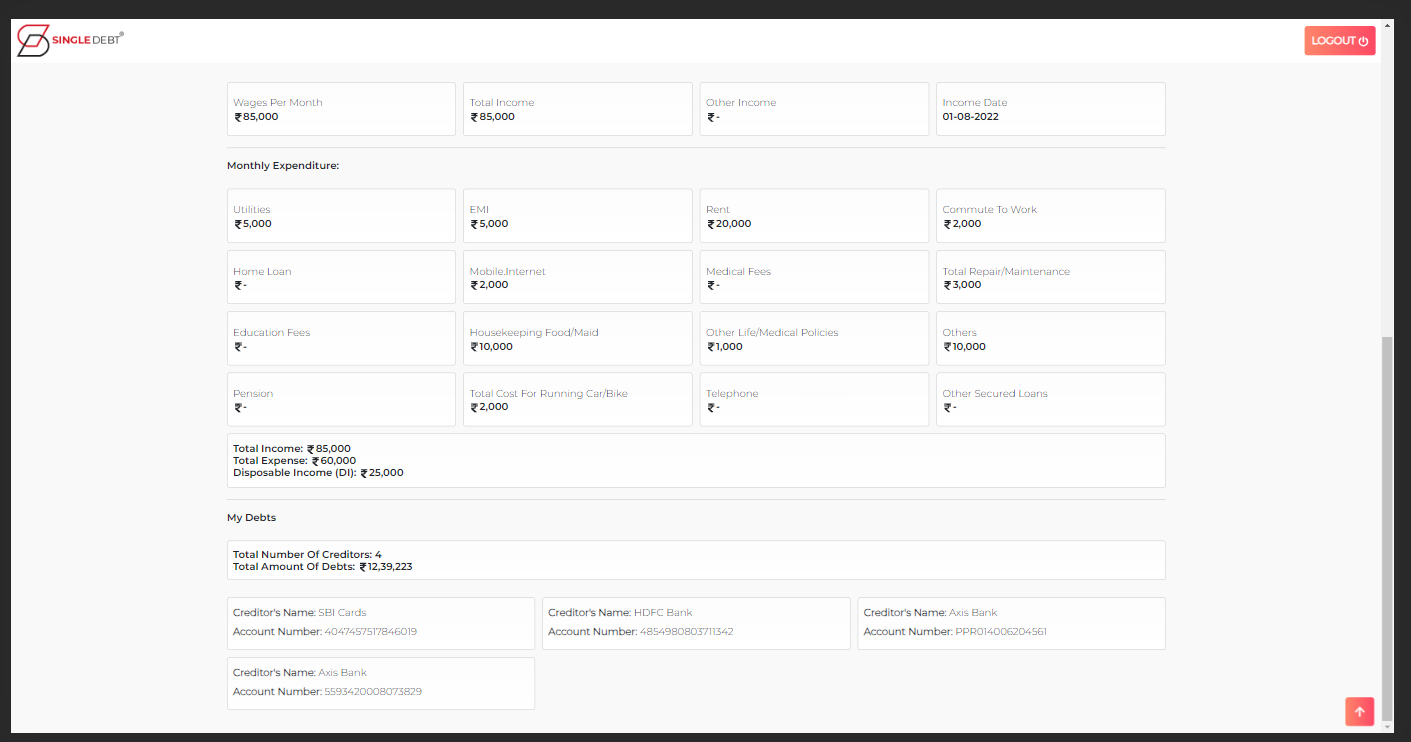 SINGLE DEBT®
LOGOUT
Wages Per Month
₹85,000
Total Income
₹85,000
Other Income
₹-
Income Date
01-08-2022
Monthly Expenditure:
Utilities
₹5,000
EMI
₹5,000
Rent
₹20,000
Commute To Work
₹2,000
Home Loan
₹-
Mobile,Internet
₹2,000
Medical Fees
₹-
Total Repair/Maintenance
₹3,000
Education Fees
₹-
Housekeeping Food/Maid
₹10,000
Other Life/Medical Policies
₹1,000
Others
₹10,000
Pension
₹-
Total Cost For Running Car/Bike
₹2,000
Telephone
₹-
Other Secured Loans
₹-
Total Income: ₹85,000
Total Expense: ₹60,000
Disposable Income (DI): ₹25,000
My Debts
Total Number Of Creditors: 4
Total Amount Of Debts: ₹12,39,223
Creditor's Name: SBI Cards
Account Number: 4047457517846019
Creditor's Name: HDFC Bank
Account Number: 4854980803711342
Creditor's Name: Axis Bank
Account Number: PPR014006204561
Creditor's Name: Axis Bank
Account Number: 5593420008073829